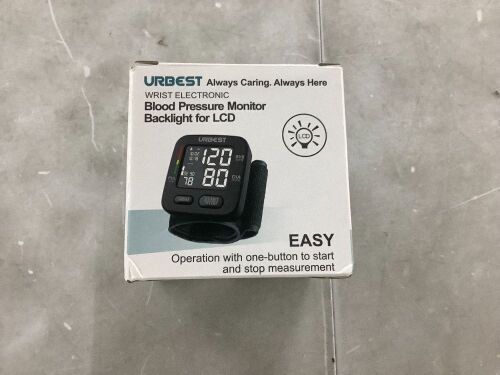 URBEST Always Caring. Always Here
WRIST ELECTRONIC
Blood Pressure Monitor
Backlight for LCD
LCD
URBEST
120
80
78
EASY
Operation with one-button to start
and stop measurement